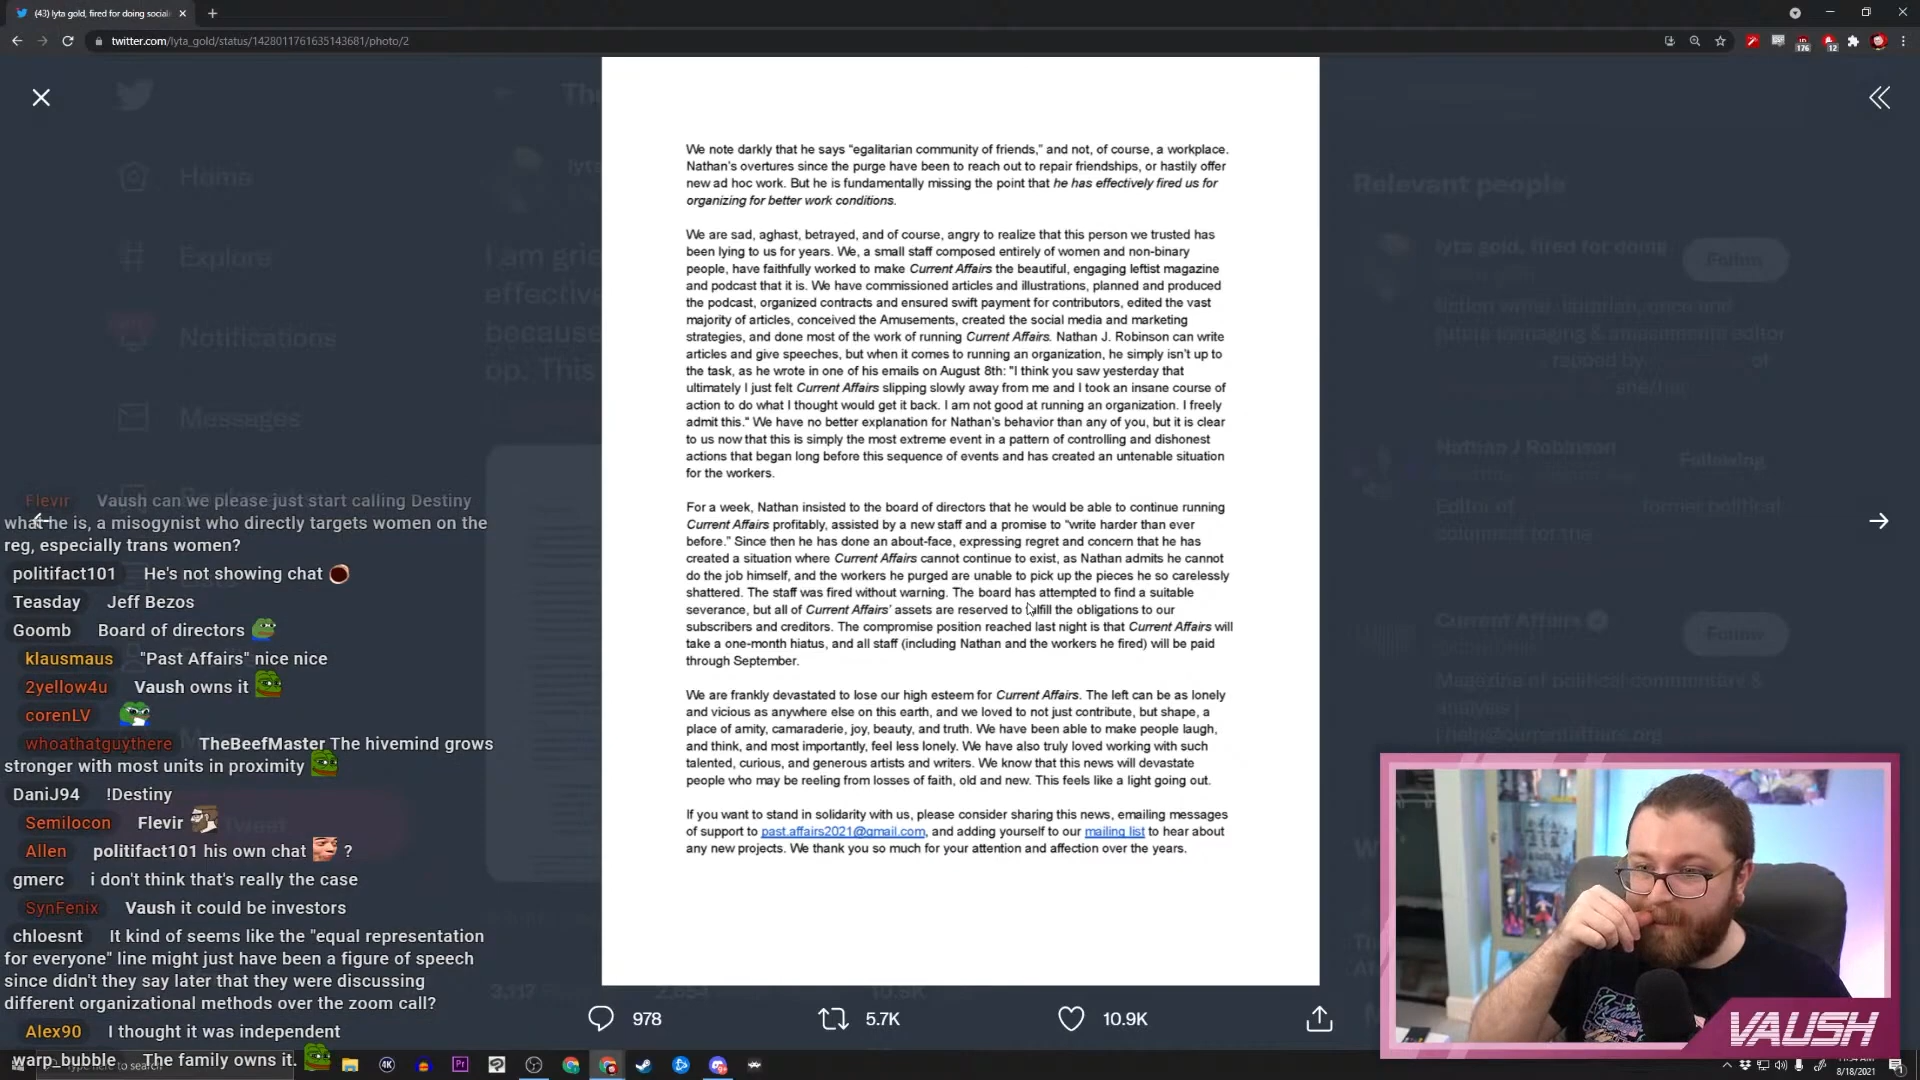 (43) lyta gold, fired for doing social
twitter.com/lyta_gold/status/1428011761635143681/photo/2
176
12
We note darkly that he says “egalitarian community of friends,” and not, of course, a workplace.
Nathan’s overtures since the purge have been to reach out to repair friendships, or hastily offer
new ad hoc work. But he is fundamentally missing the point that he has effectively fired us for
organizing for better work conditions.
We are sad, aghast, betrayed, and of course, angry to realize that this person we trusted has
been lying to us for years. We, a small staff composed entirely of women and non-binary
people, have faithfully worked to make Current Affairs the beautiful, engaging leftist magazine
and podcast that it is. We have commissioned articles and illustrations, planned and produced
the podcast, organized contracts and ensured swift payment for contributors, edited the vast
majority of articles, conceived the Amusements, created the social media and marketing
strategies, and done most of the work of running Current Affairs. Nathan J. Robinson can write
articles and give speeches, but when it comes to running an organization, he simply isn’t up to
the task, as he wrote in one of his emails on August 8th: “I think you saw yesterday that
ultimately I just felt Current Affairs slipping slowly away from me and I took an insane course of
action to do what I thought would get it back. I am not good at running an organization. I freely
admit this.” We have no better explanation for Nathan’s behavior than any of you, but it is clear
to us now that this is simply the most extreme event in a pattern of controlling and dishonest
actions that began long before this sequence of events and has created an untenable situation
for the workers.
For a week, Nathan insisted to the board of directors that he would be able to continue running
Current Affairs profitably, assisted by a new staff and a promise to “write harder than ever
before.” Since then he has done an about-face, expressing regret and concern that he has
created a situation where Current Affairs cannot continue to exist, as Nathan admits he cannot
do the job himself, and the workers he purged are unable to pick up the pieces he so carelessly
shattered. The staff was fired without warning. The board has attempted to find a suitable
severance, but all of Current Affairs’ assets are reserved to fulfill the obligations to our
subscribers and creditors. The compromise position reached last night is that Current Affairs will
take a one-month hiatus, and all staff (including Nathan and the workers he fired) will be paid
through September.
We are frankly devastated to lose our high esteem for Current Affairs. The left can be as lonely
and vicious as anywhere else on this earth, and we loved to not just contribute, but shape, a
place of amity, camaraderie, joy, beauty, and truth. We have been able to make people laugh,
and think, and most importantly, feel less lonely. We have also truly loved working with such
talented, curious, and generous artists and writers. We know that this news will devastate
people who may be reeling from losses of faith, old and new. This feels like a light going out.
If you want to stand in solidarity with us, please consider sharing this news, emailing messages
of support to past.affairs2021@gmail.com, and adding yourself to our mailing list to hear about
any new projects. We thank you so much for your attention and affection over the years.
978
5.7K
10.9K
Home
Explore
Notifications
Messages
Relevant people
lyta gold, fired for doing
Follow
Nathan J Robinson
Following
Current Affairs
Follow
Flevir Vaush can we please just start calling Destiny
what he is, a misogynist who directly targets women on the
reg, especially trans women?
politifact101 He's not showing chat
Teasday Jeff Bezos
Goomb Board of directors
klausmaus "Past Affairs" nice nice
2yellow4u Vaush owns it
corenLV
whoathatguythere TheBeefMaster The hivemind grows
stronger with most units in proximity
DaniJ94 !Destiny
Semilocon Flevir
Allen politifact101 his own chat ?
gmerc i don't think that's really the case
SynFenix Vaush it could be investors
chloesnt It kind of seems like the "equal representation
for everyone" line might just have been a figure of speech
since didn't they say later that they were discussing
different organizational methods over the zoom call?
Alex90 I thought it was independent
warp_bubble The family owns it.
VAUSH
8/18/2021